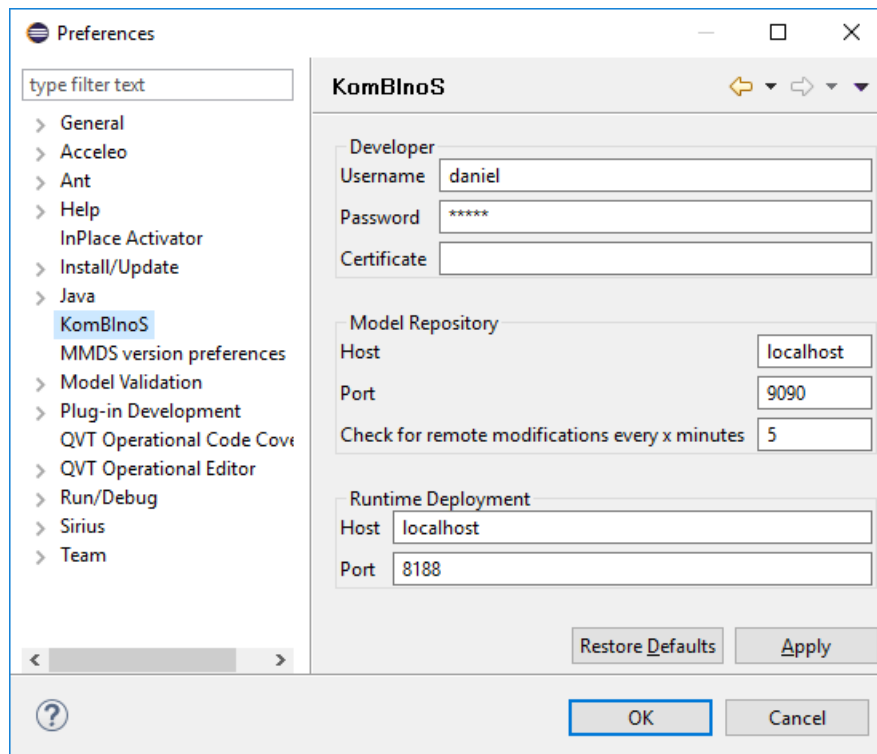 Preferences
type filter text
General
Acceleo
Ant
Help
InPlace Activator
Install/Update
Java
KomBInoS
MMDS version preferences
Model Validation
Plug-in Development
QVT Operational Code Cove
QVT Operational Editor
Run/Debug
Sirius
Team
KomBInoS
Developer
Username daniel
Password *****
Certificate
Model Repository
Host localhost
Port 9090
Check for remote modifications every x minutes 5
Runtime Deployment
Host localhost
Port 8188
Restore Defaults Apply
? OK Cancel